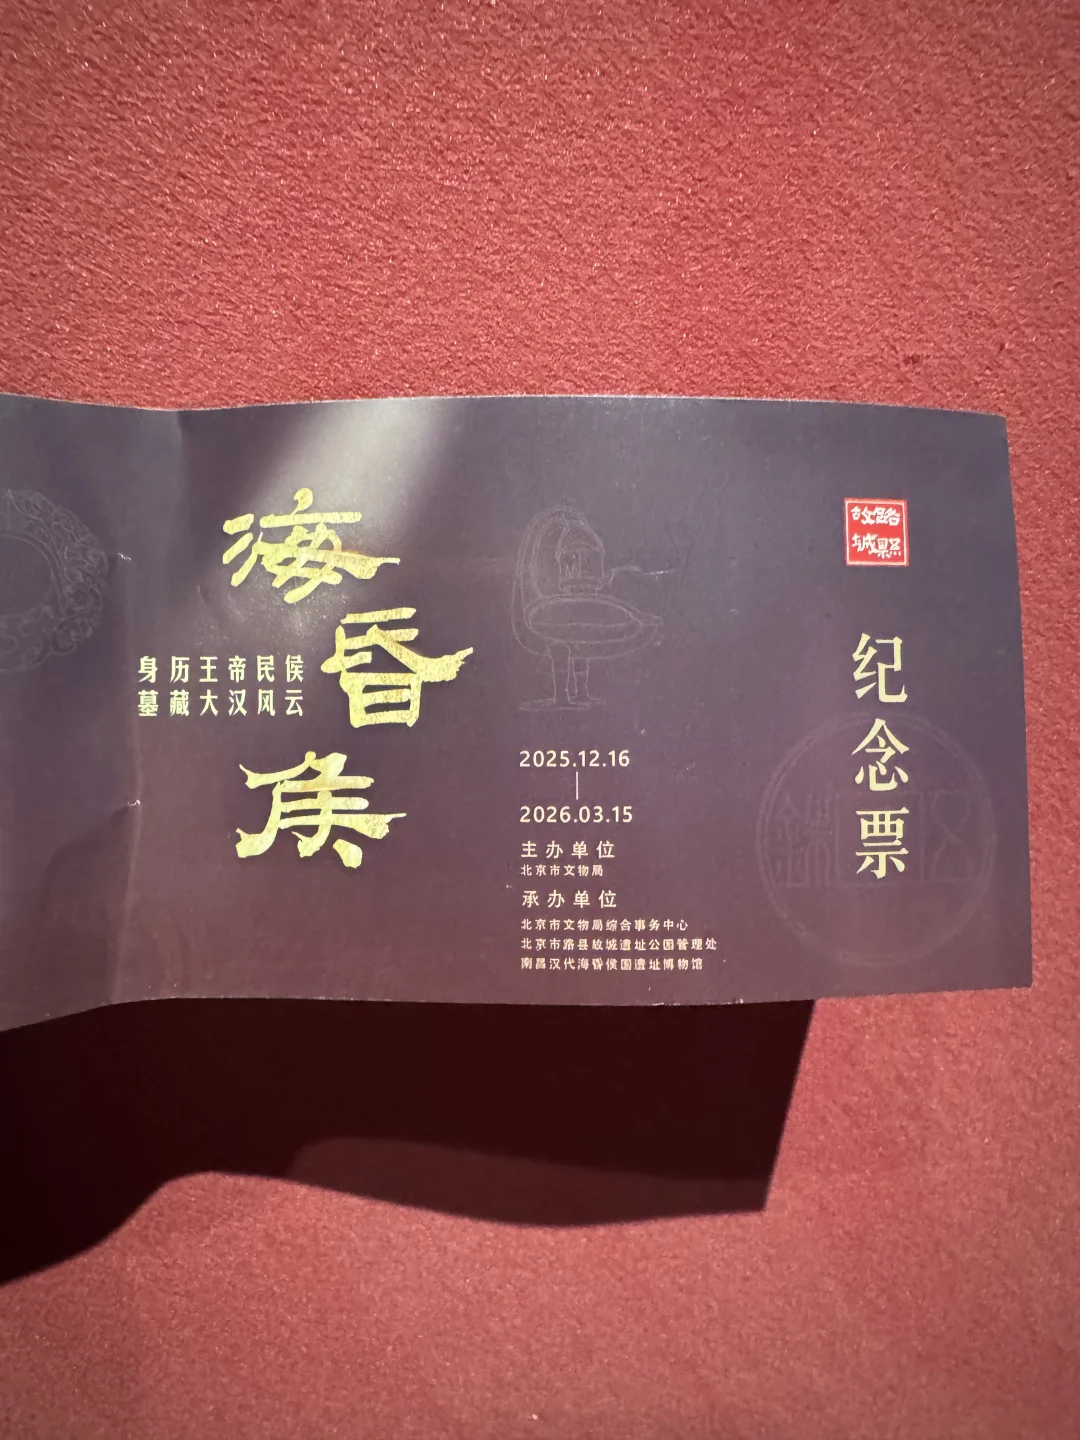 海昏侯
身历王帝民侯
墓藏大汉风云
2025.12.16
2026.03.15
主办单位
北京市文物局
承办单位
北京市文物局综合事务中心
北京市路县故城遗址公园管理处
南昌汉代海昏侯国遗址博物馆
路縣故城
纪念票